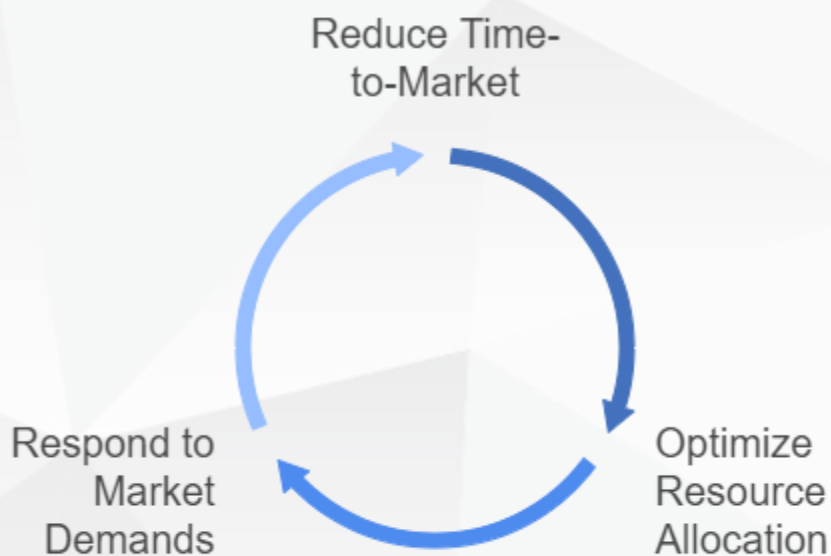 Reduce Time-
to-Market
Optimize
Resource
Allocation
Respond to
Market
Demands